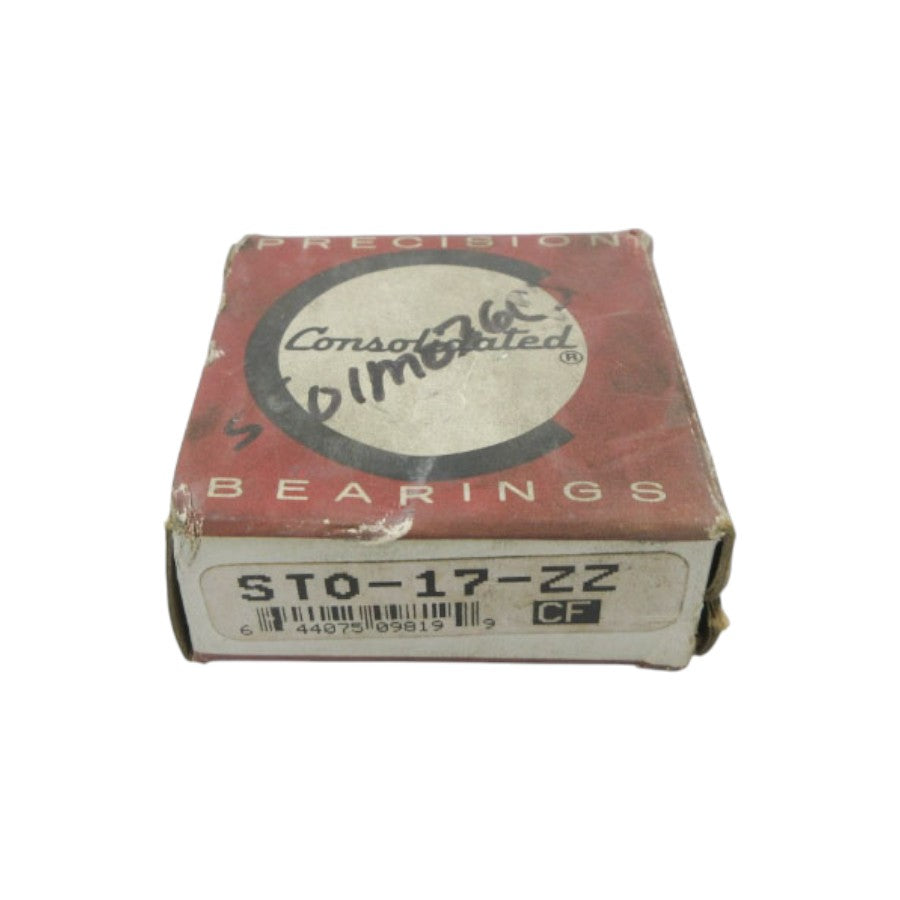 PRECISION
Consolidated®
BEARINGS
STO-17-ZZ
6 44075 09819 9
CF